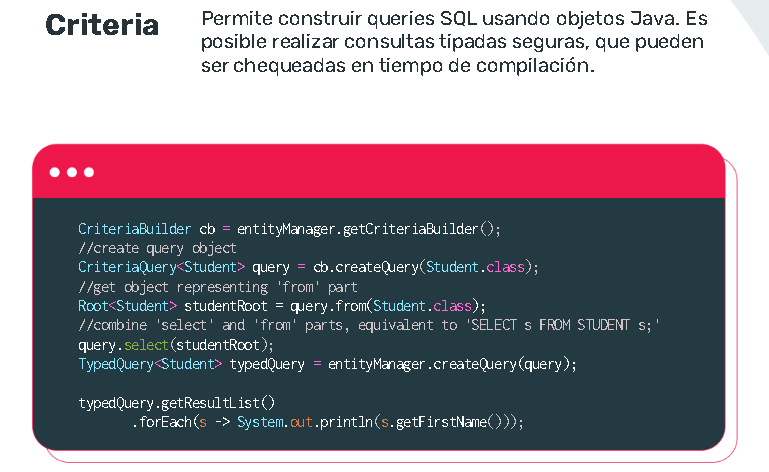 Criteria
Permite construir queries SQL usando objetos Java. Es
posible realizar consultas tipadas seguras, que pueden
ser chequeadas en tiempo de compilación.
CriteriaBuilder cb = entityManager.getCriteriaBuilder();
//create query object
CriteriaQuery<Student> query = cb.createQuery(Student.class);
//get object representing 'from' part
Root<Student> studentRoot = query.from(Student.class);
//combine 'select' and 'from' parts, equivalent to 'SELECT s FROM STUDENT s;'
query.select(studentRoot);
TypedQuery<Student> typedQuery = entityManager.createQuery(query);
typedQuery.getResultList()
.forEach(s -> System.out.println(s.getFirstName()));